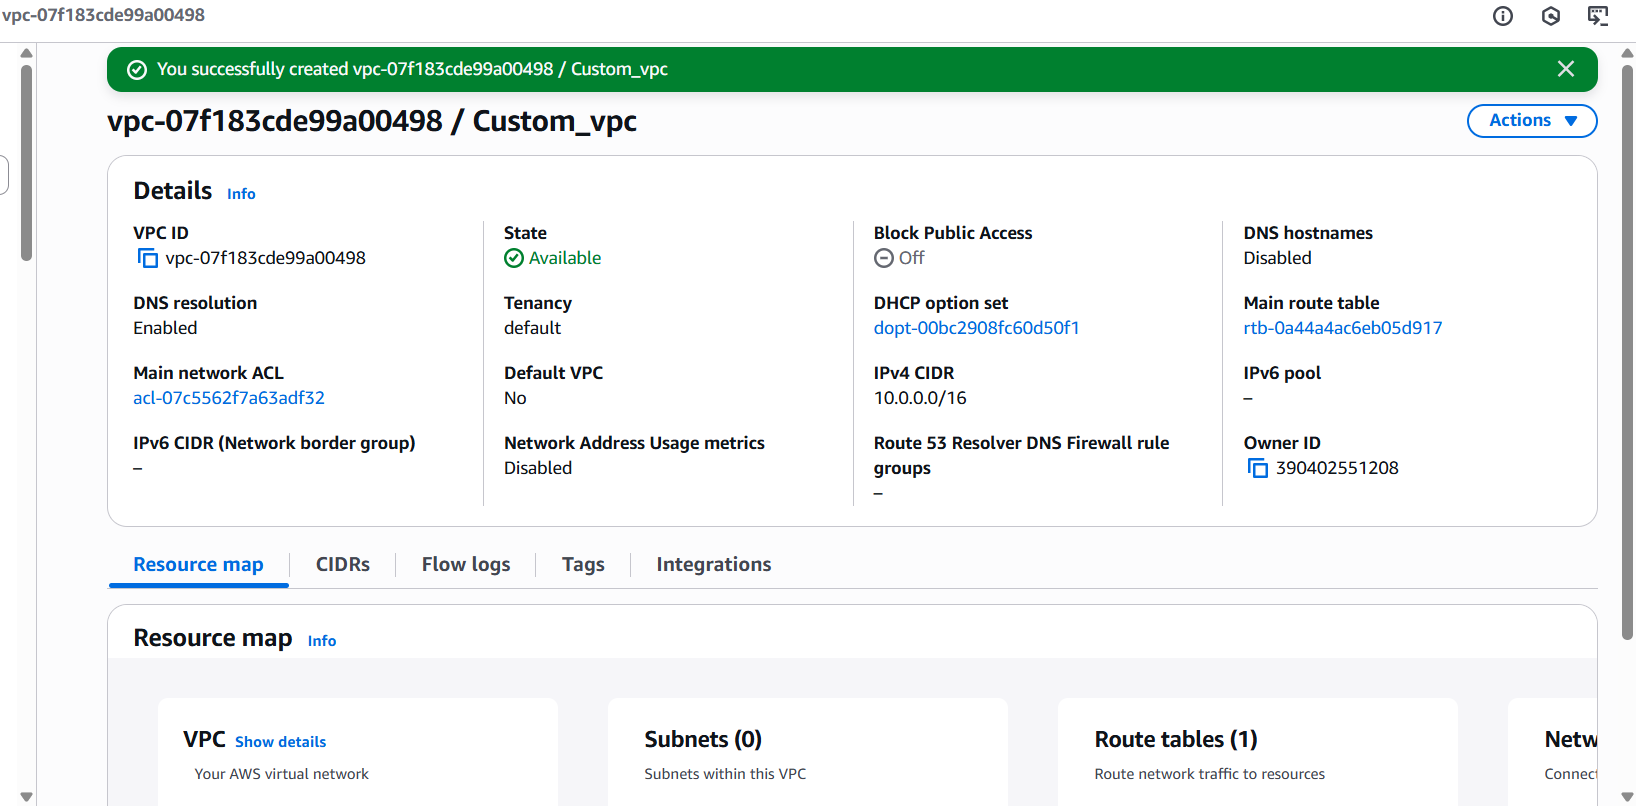 vpc-07f183cde99a00498
You successfully created vpc-07f183cde99a00498 / Custom_vpc
vpc-07f183cde99a00498 / Custom_vpc
Actions
Details Info
VPC ID
vpc-07f183cde99a00498
State
Available
Block Public Access
Off
DNS hostnames
Disabled
DNS resolution
Enabled
Tenancy
default
DHCP option set
dopt-00bc2908fc60d50f1
Main route table
rtb-0a44a4ac6eb05d917
Main network ACL
acl-07c5562f7a63adf32
Default VPC
No
IPv4 CIDR
10.0.0.0/16
IPv6 pool
–
IPv6 CIDR (Network border group)
–
Network Address Usage metrics
Disabled
Route 53 Resolver DNS Firewall rule
groups
–
Owner ID
390402551208
Resource map CIDRs Flow logs Tags Integrations
Resource map Info
VPC Show details
Your AWS virtual network
Subnets (0)
Subnets within this VPC
Route tables (1)
Route network traffic to resources
Netw
Connect